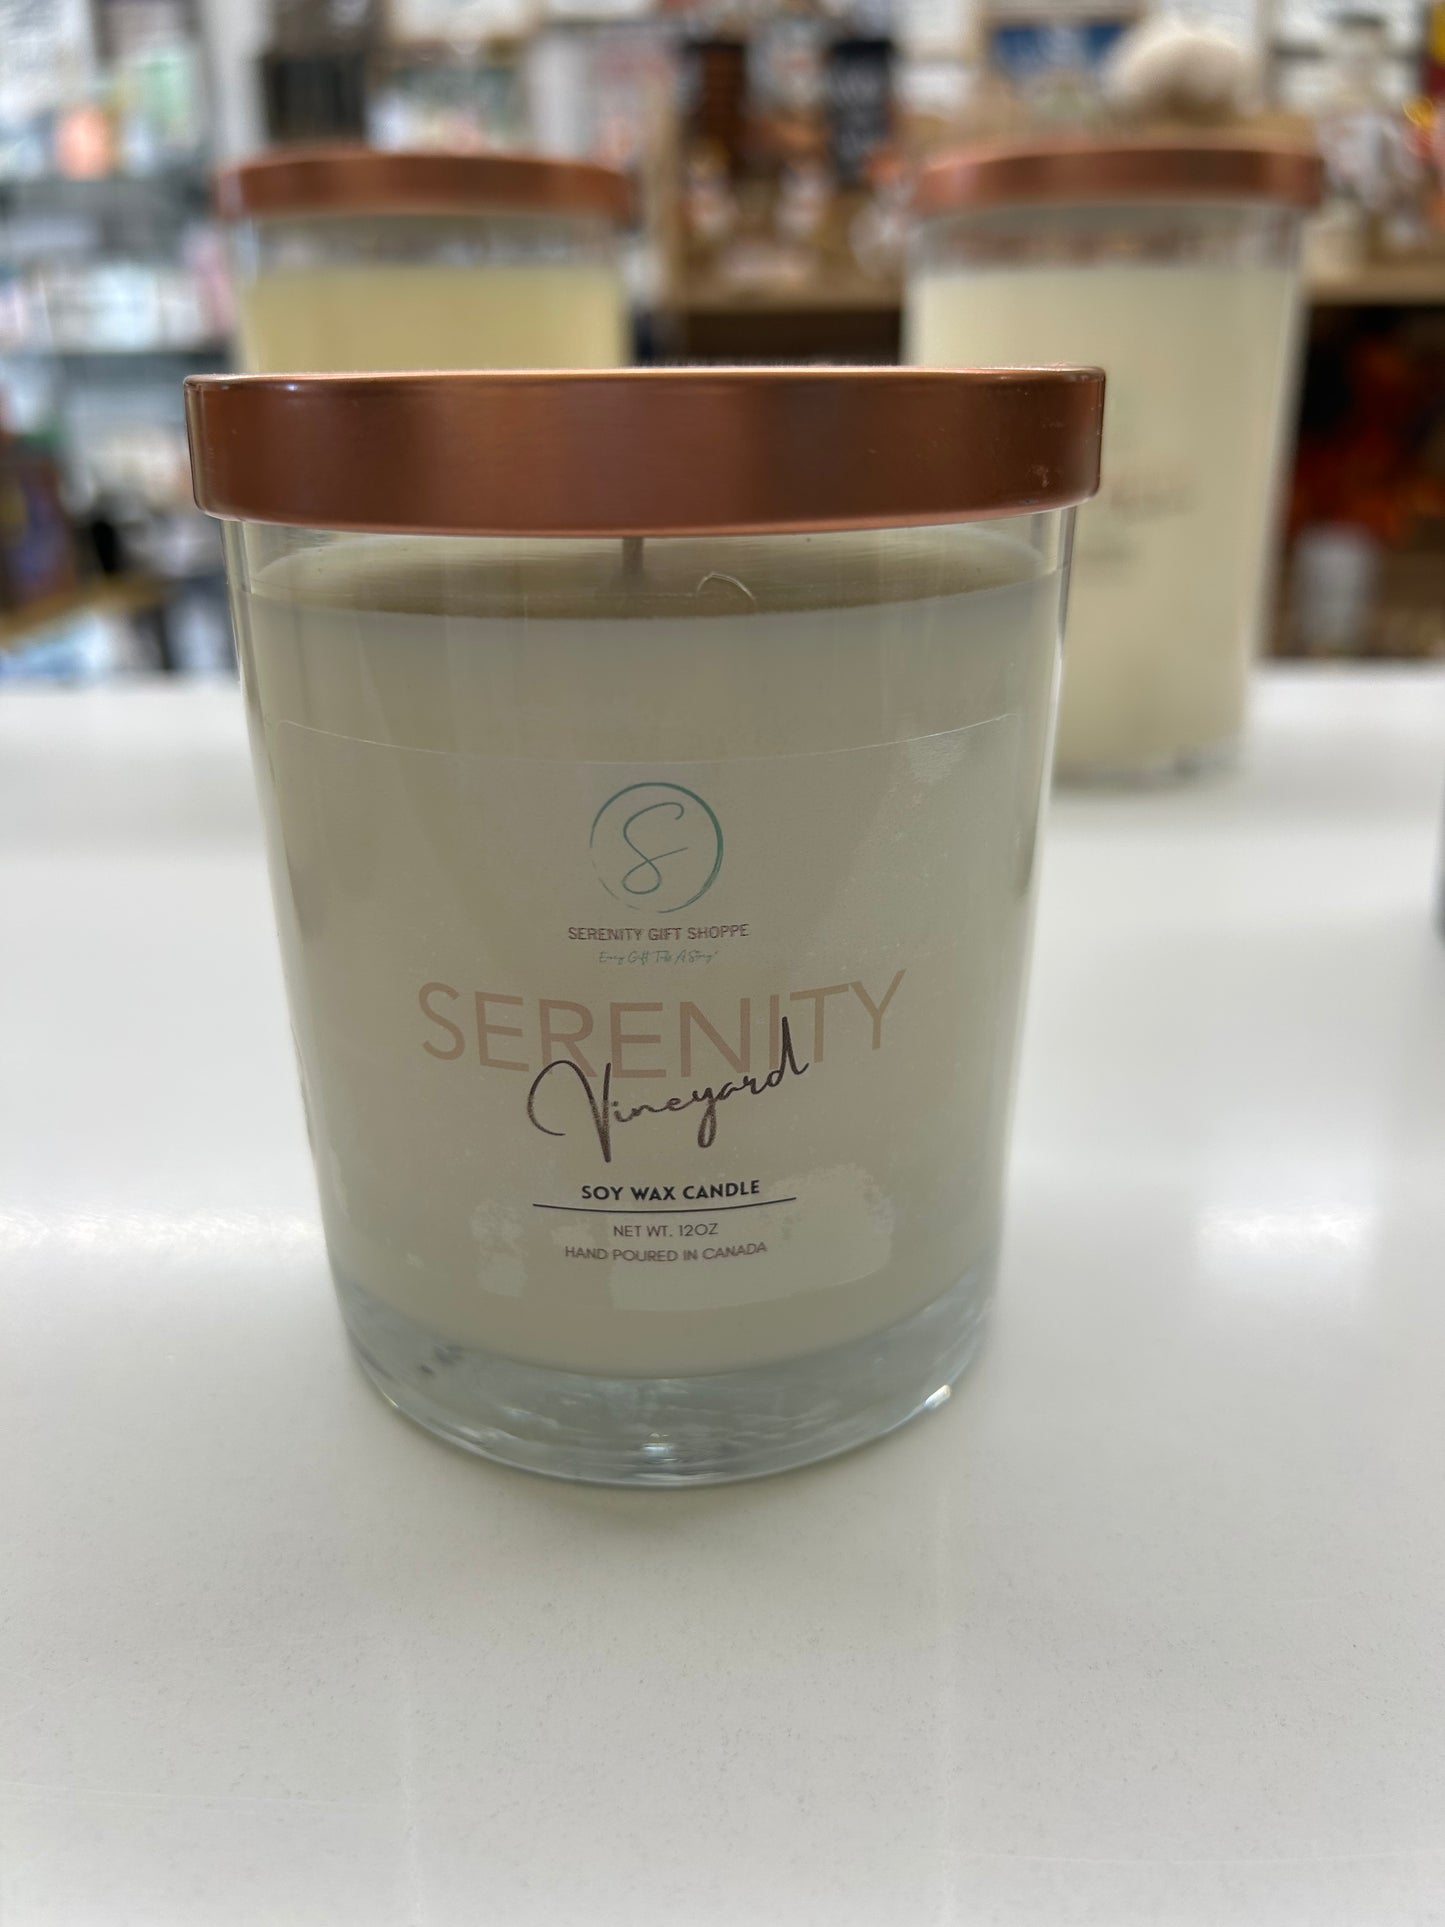 S
SERENITY GIFT SHOPPE
SERENITY
Vineyard
SOY WAX CANDLE
NET WT. 12OZ
HAND POURED IN CANADA